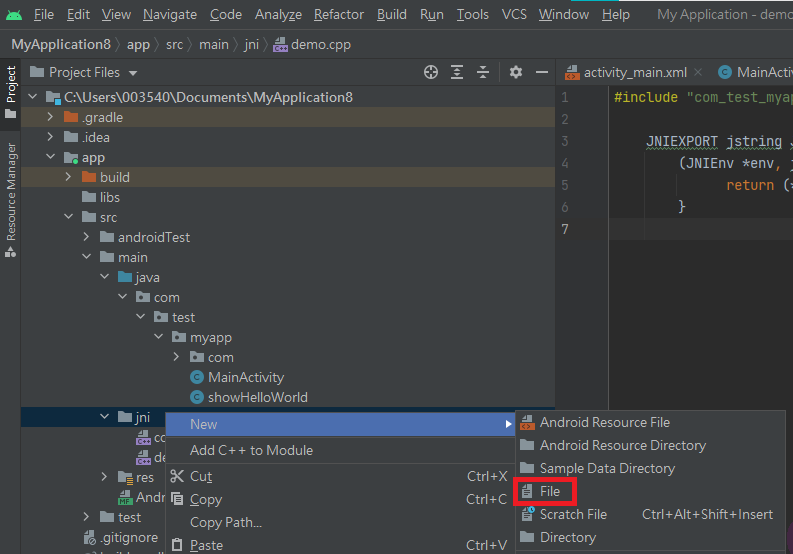 File Edit View Navigate Code Analyze Refactor Build Run Tools VCS Window Help My Application - demo
MyApplication8 app src main jni demo.cpp
Project
Resource Manager
Project Files
activity_main.xml
C:\Users\003540\Documents\MyApplication8
.gradle
.idea
app
build
libs
src
androidTest
main
java
com
test
myapp
com
MainActivity
showHelloWorld
jni
res
test
.gitignore
1 #include "com_test_myap
2
3 JNIEXPORT jstring J
4 (JNIEnv *env, j
5 return (*
6 }
7
New
Add C++ to Module
Cut Ctrl+X
Copy Ctrl+C
Copy Path...
Paste Ctrl+V
Android Resource File
Android Resource Directory
Sample Data Directory
File
Scratch File Ctrl+Alt+Shift+Insert
Directory